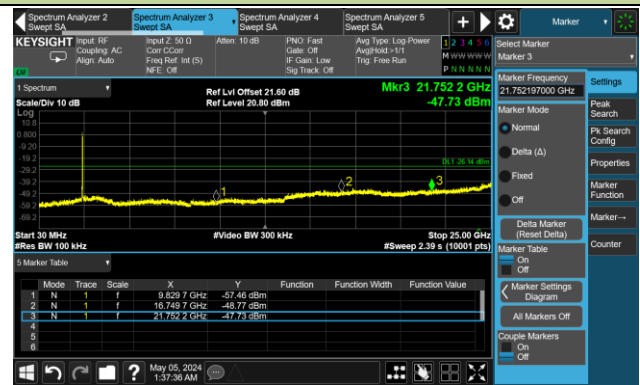 Spectrum Analyzer 2
Swept SA
Spectrum Analyzer 3
Swept SA
Spectrum Analyzer 4
Swept SA
Spectrum Analyzer 5
Swept SA
Marker
KEYSIGHT
Input: RF
Coupling: AC
Align: Auto
Input Z: 50 Ω
Corr CCorr
Freq Ref: Int (S)
NFE: Off
Atten: 10 dB
PNO: Fast
Gate: Off
IF Gain: Low
Sig Track: Off
Avg Type: Log-Power
Avg|Hold:>1/1
Trig: Free Run
1 2 3 4 5 6
M W W W W W
P N N N N N
Select Marker
Marker 3
1 Spectrum
Scale/Div 10 dB
Log
Ref Lvl Offset 21.60 dB
Ref Level 20.80 dBm
Mkr3 21.752 2 GHz
-47.73 dBm
10.8
0.800
-9.20
-19.2
-29.2
-39.2
-49.2
-59.2
-69.2
DL1 -26.14 dBm
1
2
3
Start 30 MHz
#Res BW 100 kHz
#Video BW 300 kHz
Stop 25.00 GHz
#Sweep 2.39 s (10001 pts)
5 Marker Table
Mode Trace Scale X Y Function Function Width Function Value
1 N 1 f 9.829 7 GHz -57.46 dBm
2 N 1 f 16.749 7 GHz -48.77 dBm
3 N 1 f 21.752 2 GHz -47.73 dBm
4
5
6
Marker Frequency
21.752197000 GHz
Marker Mode
Normal
Delta (Δ)
Fixed
Off
Delta Marker
(Reset Delta)
Marker Table
On
Off
Marker Settings
Diagram
All Markers Off
Couple Markers
On
Off
Settings
Peak
Search
Pk Search
Config
Properties
Marker
Function
Marker→
Counter
May 05, 2024
1:37:36 AM